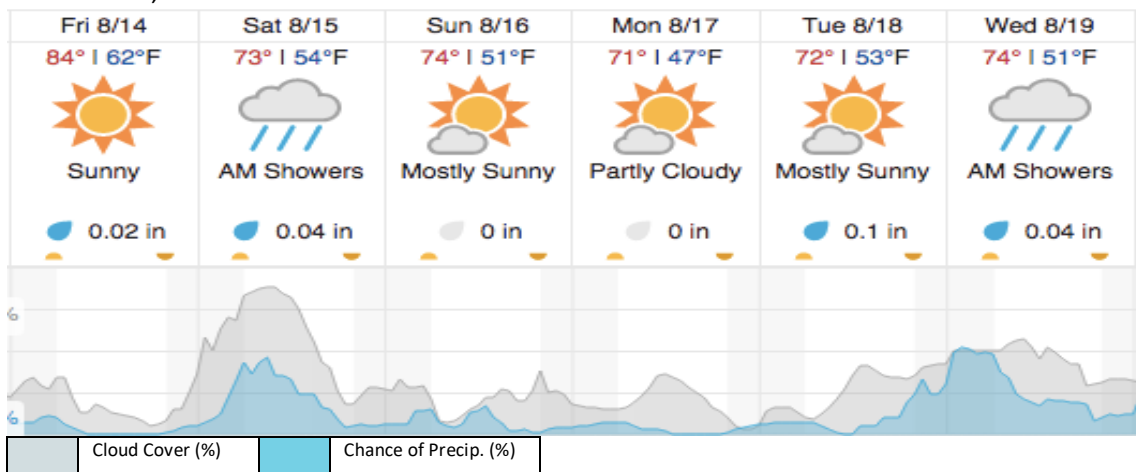 Fri 8/14 Sat 8/15 Sun 8/16 Mon 8/17 Tue 8/18 Wed 8/19
84° | 62°F 73° | 54°F 74° | 51°F 71° | 47°F 72° | 53°F 74° | 51°F
Sunny AM Showers Mostly Sunny Partly Cloudy Mostly Sunny AM Showers
0.02 in 0.04 in 0 in 0 in 0.1 in 0.04 in
%
%
Cloud Cover (%) Chance of Precip. (%)